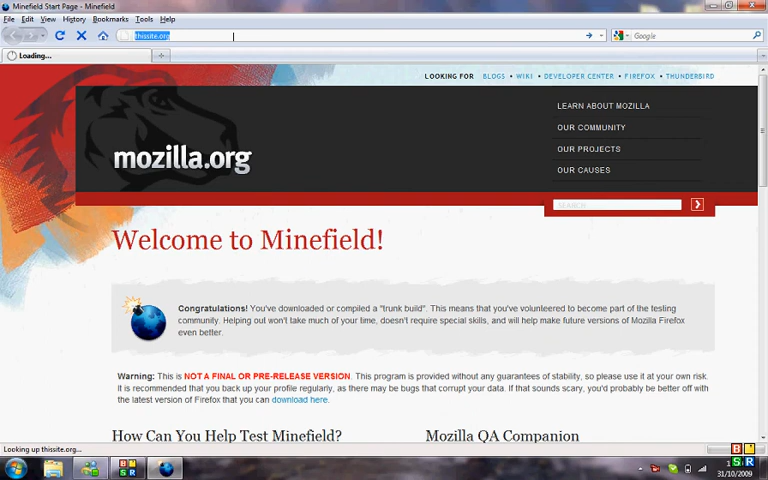 Minefield Start Page - Minefield
File Edit View History Bookmarks Tools Help
thissite.org
Google
Loading...
LOOKING FOR BLOGS • WIKI • DEVELOPER CENTER • FIREFOX • THUNDERBIRD
LEARN ABOUT MOZILLA
OUR COMMUNITY
mozilla.org
OUR PROJECTS
OUR CAUSES
SEARCH
Welcome to Minefield!
Congratulations! You've downloaded or compiled a "trunk build". This means that you've volunteered to become part of the testing
community. Helping out won't take much of your time, doesn't require special skills, and will help make future versions of Mozilla Firefox
even better.
Warning: This is NOT A FINAL OR PRE-RELEASE VERSION. This program is provided without any guarantees of stability, so please use it at your own risk.
It is recommended that you back up your profile regularly, as there may be bugs that corrupt your data. If that sounds scary, you'd probably be better off with
the latest version of Firefox that you can download here.
How Can You Help Test Minefield? Mozilla QA Companion
Looking up thissite.org...
B
S R
B
S R
31/10/2009